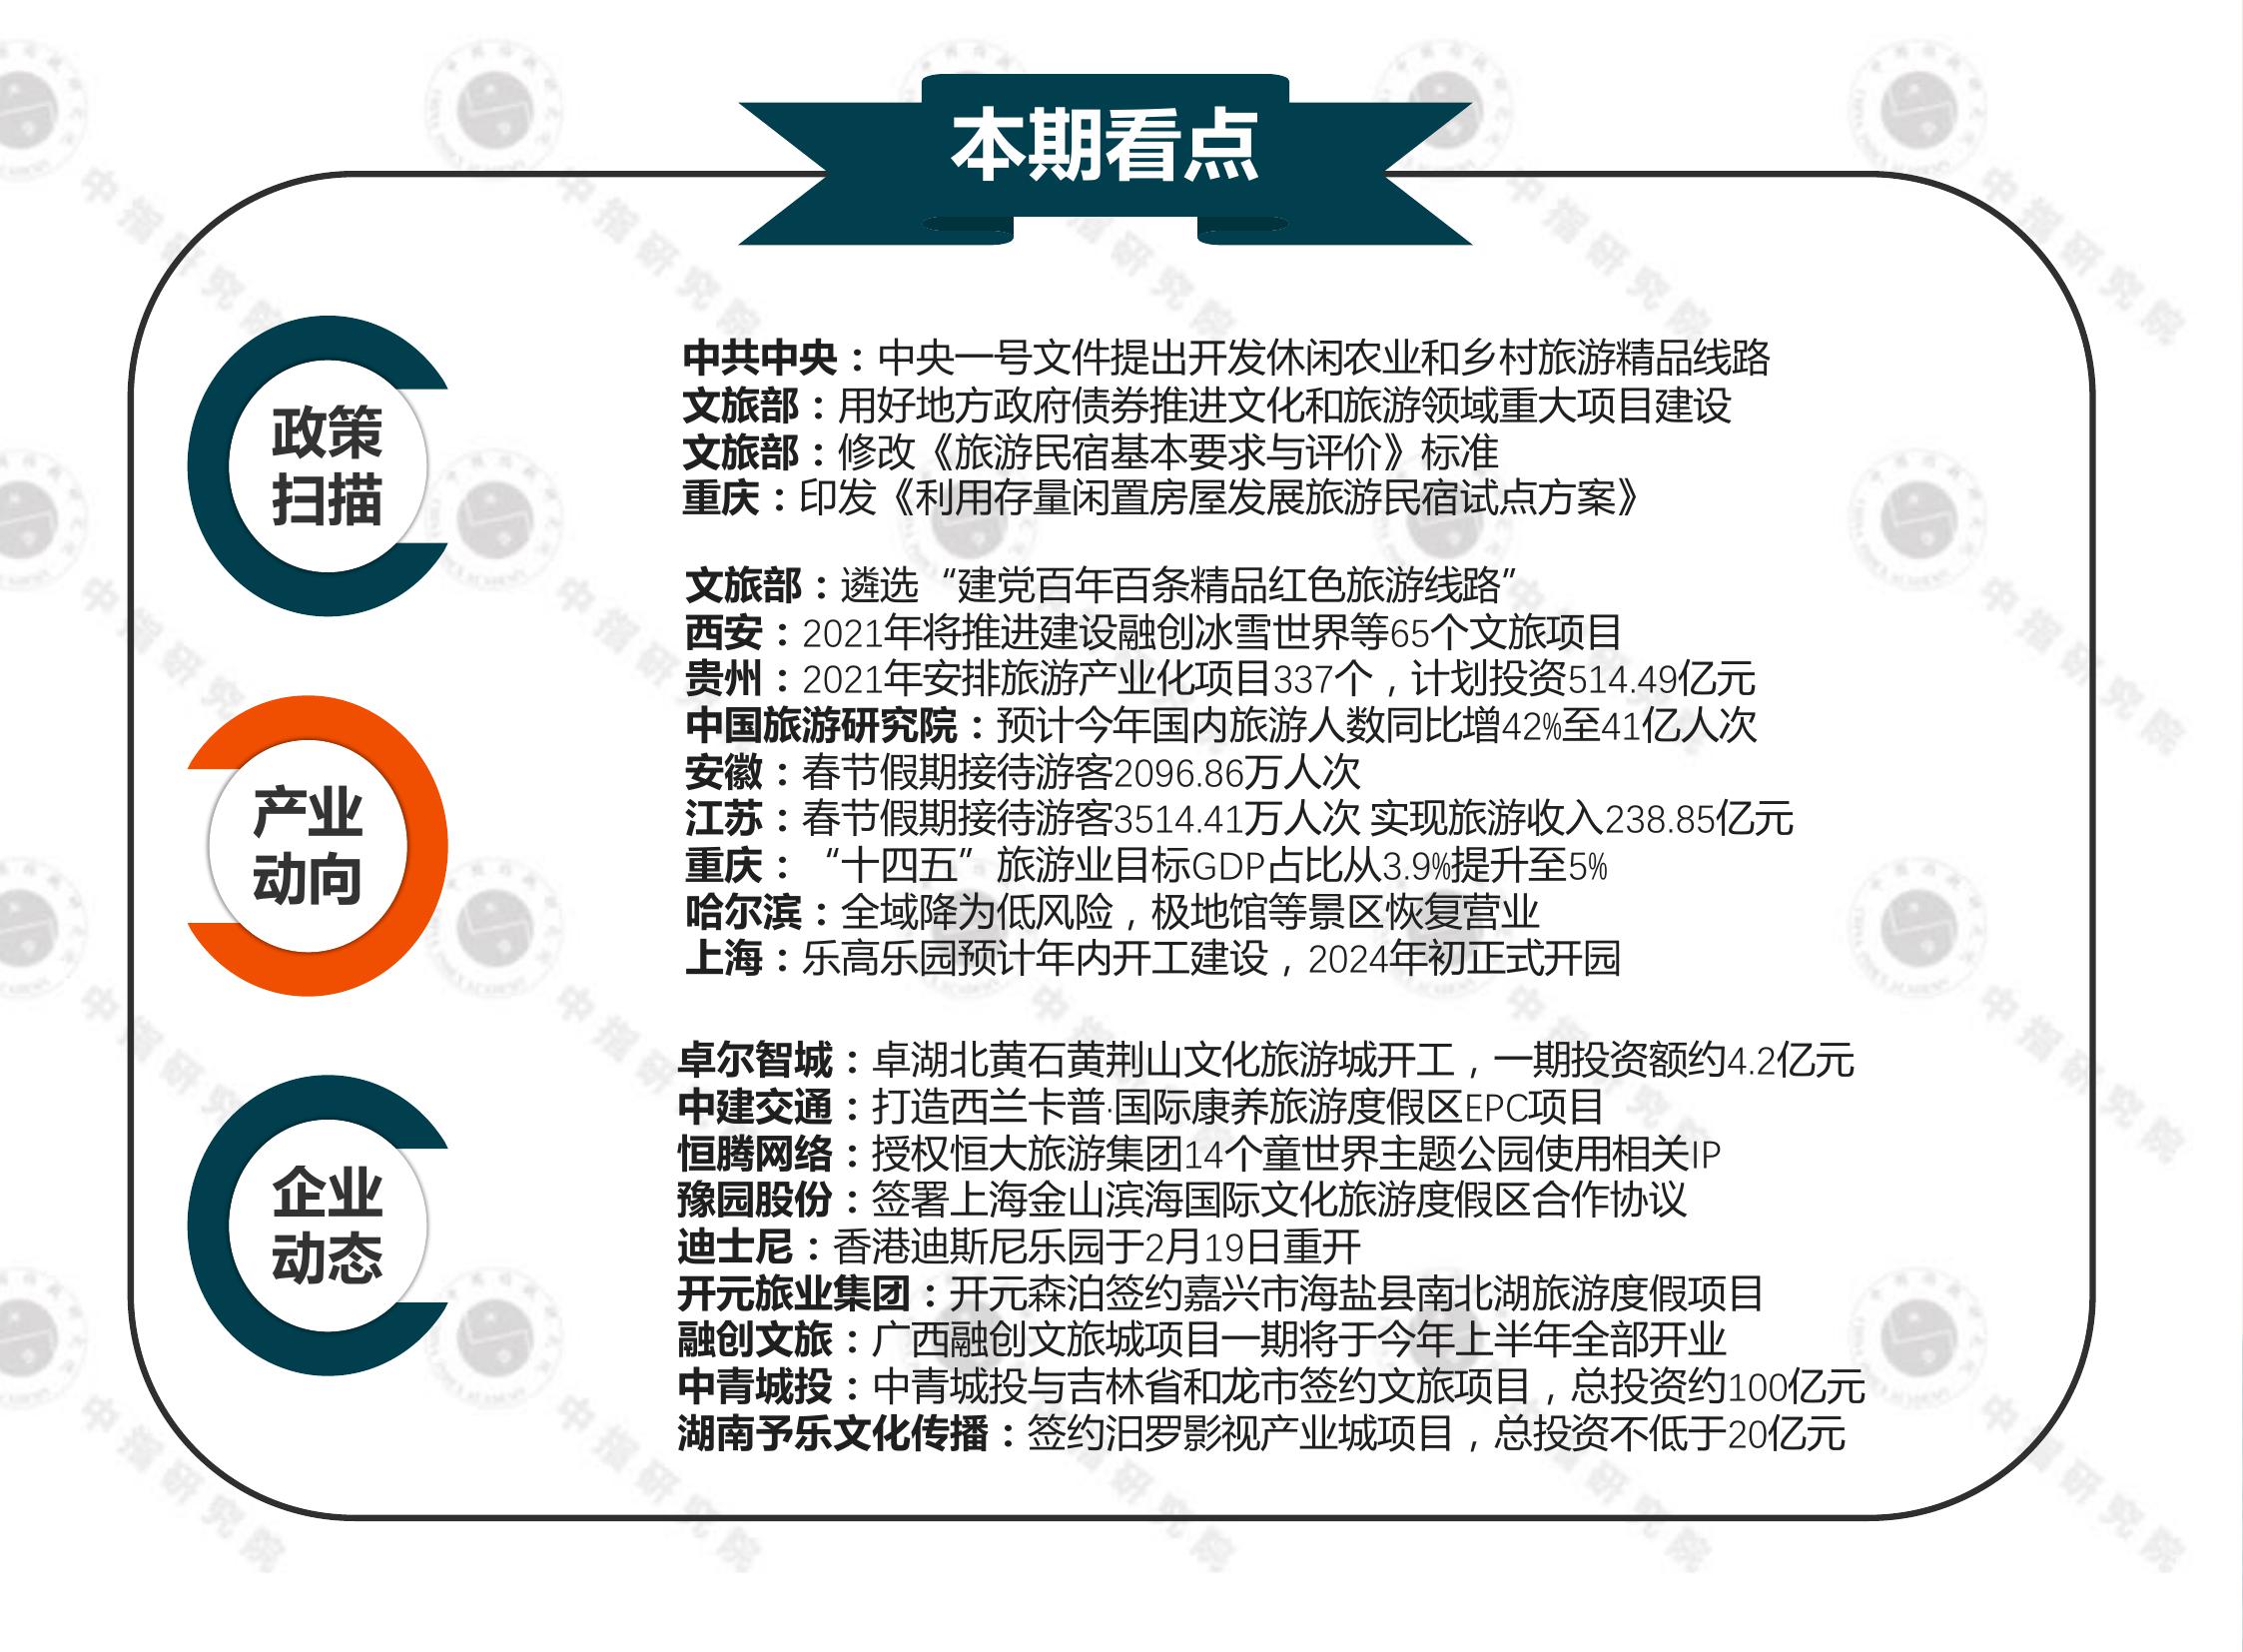 本期看点
政策
扫描
中共中央：中央一号文件提出开发休闲农业和乡村旅游精品线路
文旅部：用好地方政府债券推进文化和旅游领域重大项目建设
文旅部：修改《旅游民宿基本要求与评价》标准
重庆：印发《利用存量闲置房屋发展旅游民宿试点方案》
产业
动向
文旅部：遴选“建党百年百条精品红色旅游线路”
西安：2021年将推进建设融创冰雪世界等65个文旅项目
贵州：2021年安排旅游产业化项目337个，计划投资514.49亿元
中国旅游研究院：预计今年国内旅游人数同比增42%至41亿人次
安徽：春节假期接待游客2096.86万人次
江苏：春节假期接待游客3514.41万人次 实现旅游收入238.85亿元
重庆：“十四五”旅游业目标GDP占比从3.9%提升至5%
哈尔滨：全域降为低风险，极地馆等景区恢复营业
上海：乐高乐园预计年内开工建设，2024年初正式开园
企业
动态
卓尔智城：卓湖北黄石黄荆山文化旅游城开工，一期投资额约4.2亿元
中建交通：打造西兰卡普·国际康养旅游度假区EPC项目
恒腾网络：授权恒大旅游集团14个童世界主题公园使用相关IP
豫园股份：签署上海金山滨海国际文化旅游度假区合作协议
迪士尼：香港迪斯尼乐园于2月19日重开
开元旅业集团：开元森泊签约嘉兴市海盐县南北湖旅游度假项目
融创文旅：广西融创文旅城项目一期将于今年上半年全部开业
中青城投：中青城投与吉林省和龙市签约文旅项目，总投资约100亿元
湖南予乐文化传播：签约汨罗影视产业城项目，总投资不低于20亿元
中指研究院